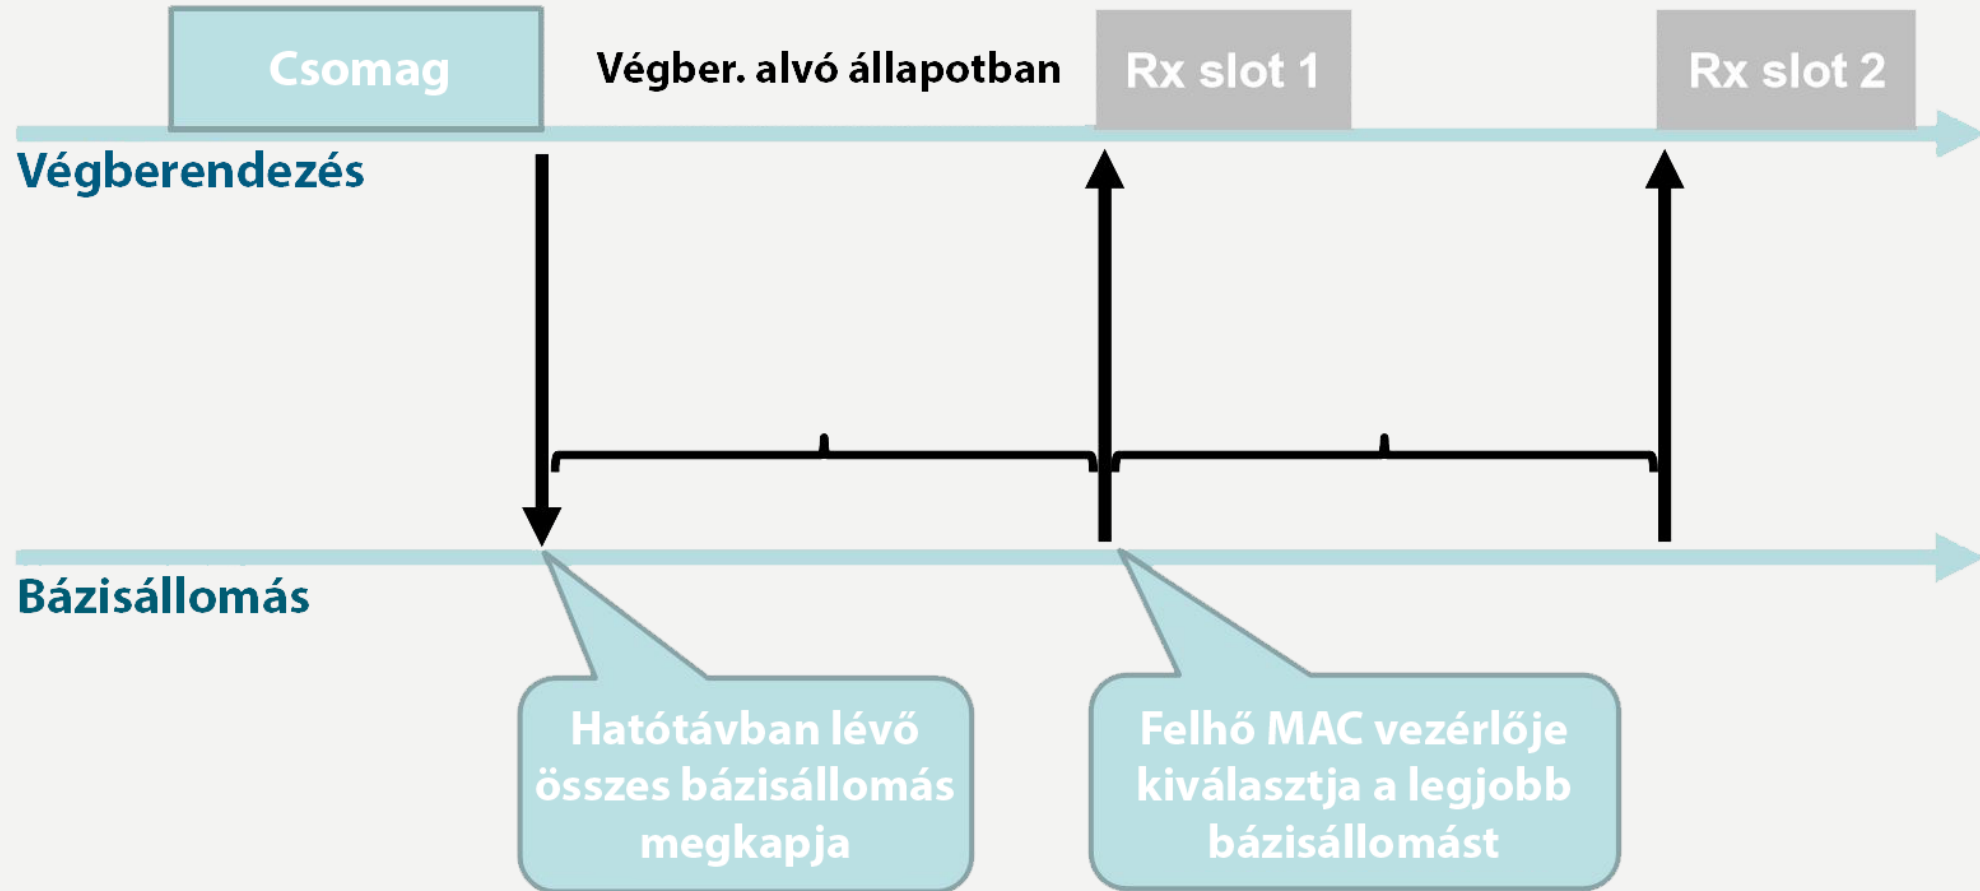 Csomag
Végber. alvó állapotban
Rx slot 1
Rx slot 2
Végberendezés
Bázisállomás
Hatótávban lévő
összes bázisállomás
megkapja
Felhő MAC vezérlője
kiválasztja a legjobb
bázisállomást